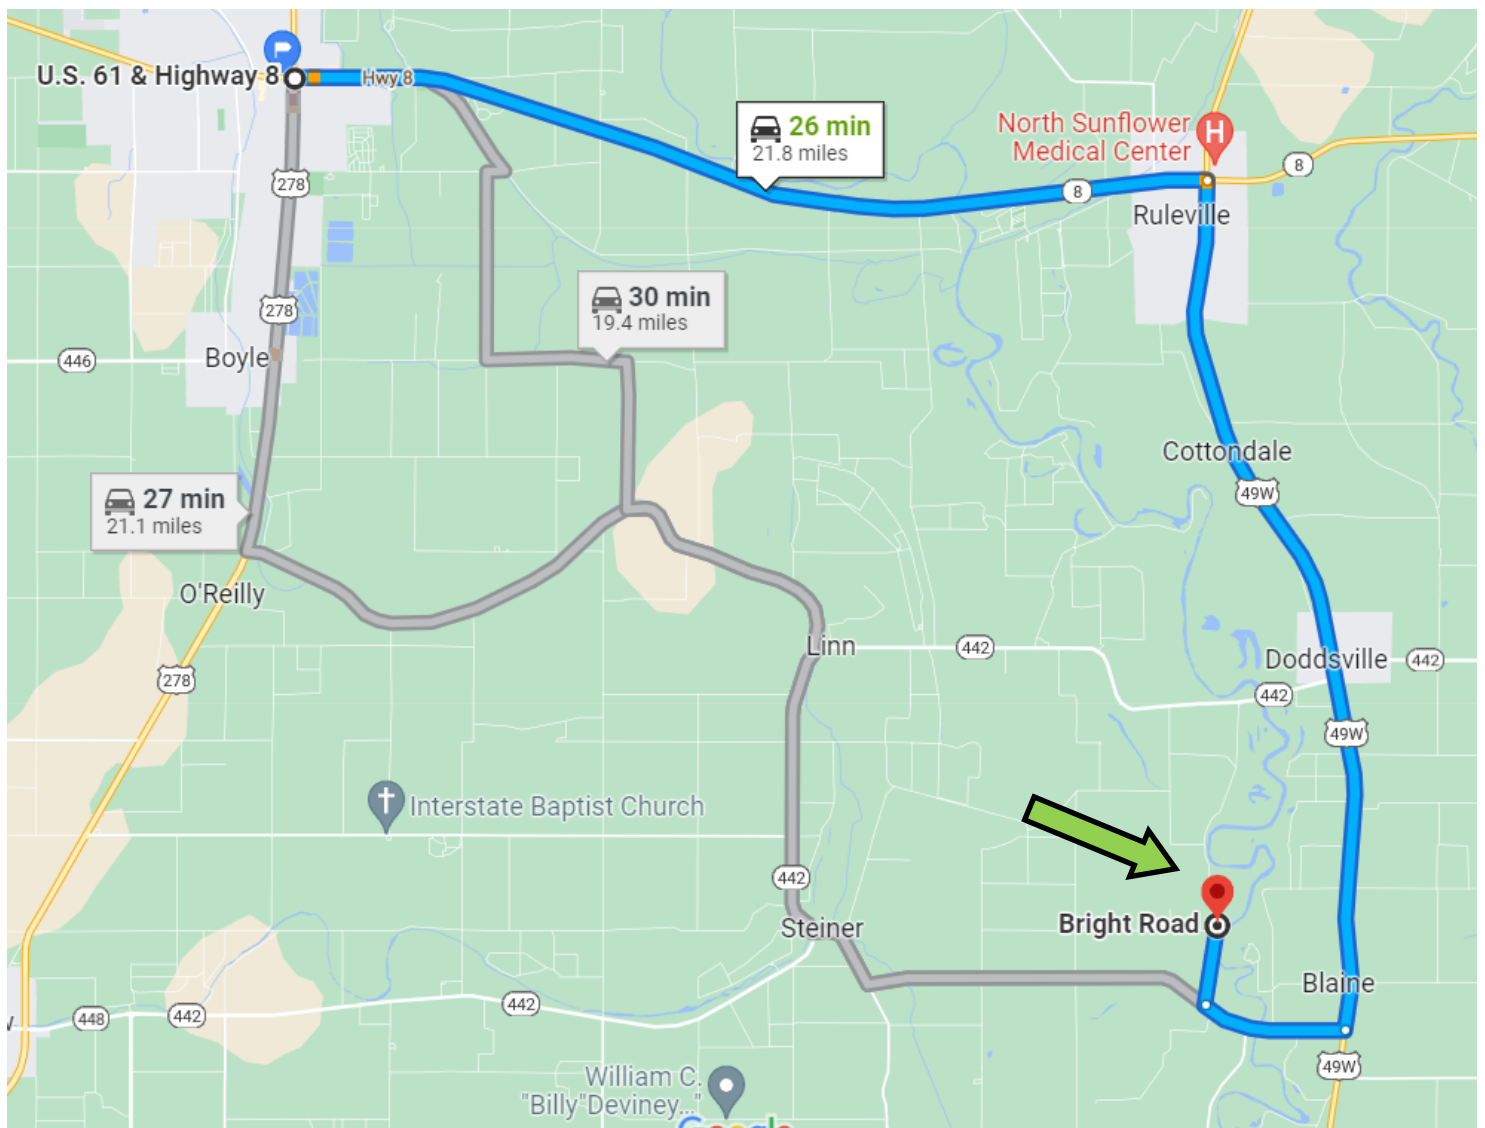 U.S. 61 & Highway 8
Hwy 8
26 min
21.8 miles
North Sunflower
Medical Center
H
8
8
278
Ruleville
278
30 min
19.4 miles
446
Boyle
Cottondale
49W
27 min
21.1 miles
O'Reilly
Linn
442
Doddsville
442
278
442
49W
Interstate Baptist Church
442
Bright Road
Steiner
Blaine
442
448
442
49W
William C.
"Billy"Deviney..."
Google